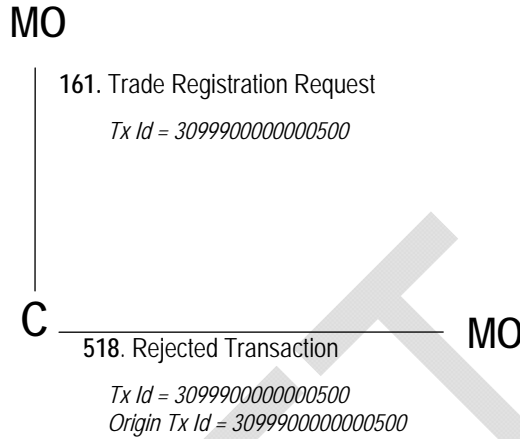 MO
161. Trade Registration Request
Tx Id = 3099900000000500
C
MO
518. Rejected Transaction
Tx Id = 3099900000000500
Origin Tx Id = 3099900000000500